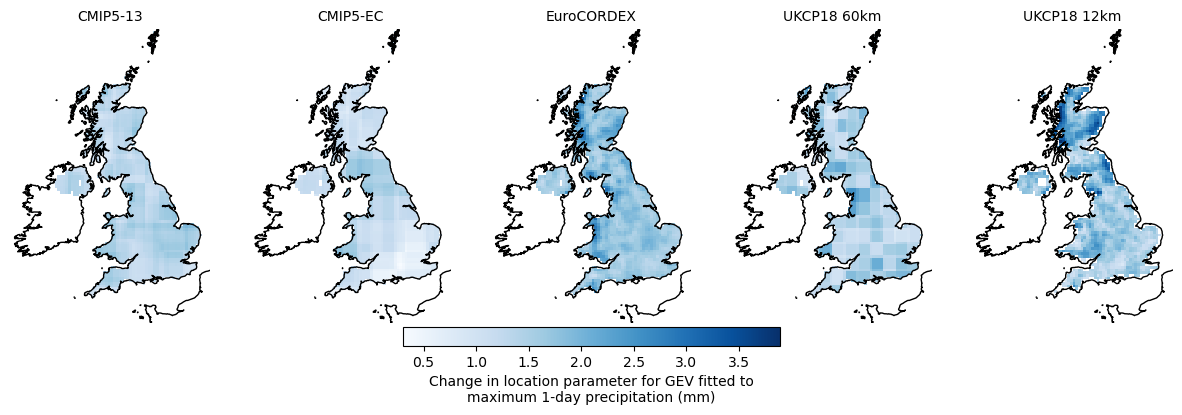 CMIP5-13
CMIP5-EC
EuroCORDEX
UKCP18 60km
UKCP18 12km
0.5 1.0 1.5 2.0 2.5 3.0 3.5
Change in location parameter for GEV fitted to
maximum 1-day precipitation (mm)